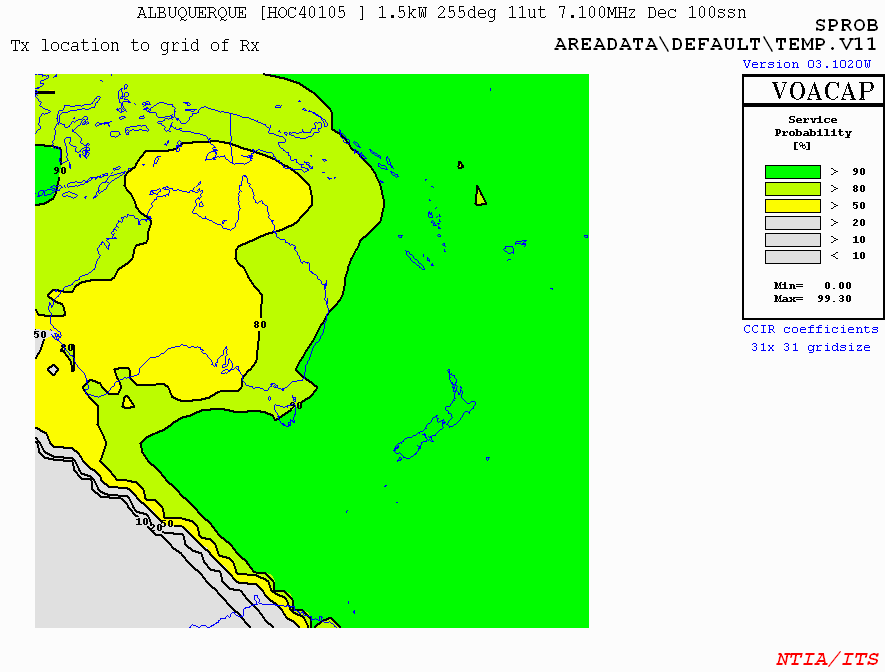 ALBUQUERQUE [HOC40105 ] 1.5kW 255deg 11ut 7.100MHz Dec 100ssn
SPROB
Tx location to grid of Rx
AREADATA\DEFAULT\TEMP.V11
Version 03.1020W
VOACAP
Service
Probability
[%]
> 90
> 80
> 50
> 20
> 10
< 10
Min= 0.00
Max= 99.30
CCIR coefficients
31x 31 gridsize
90
80
50
80
90
10
20
50
NTIA/ITS